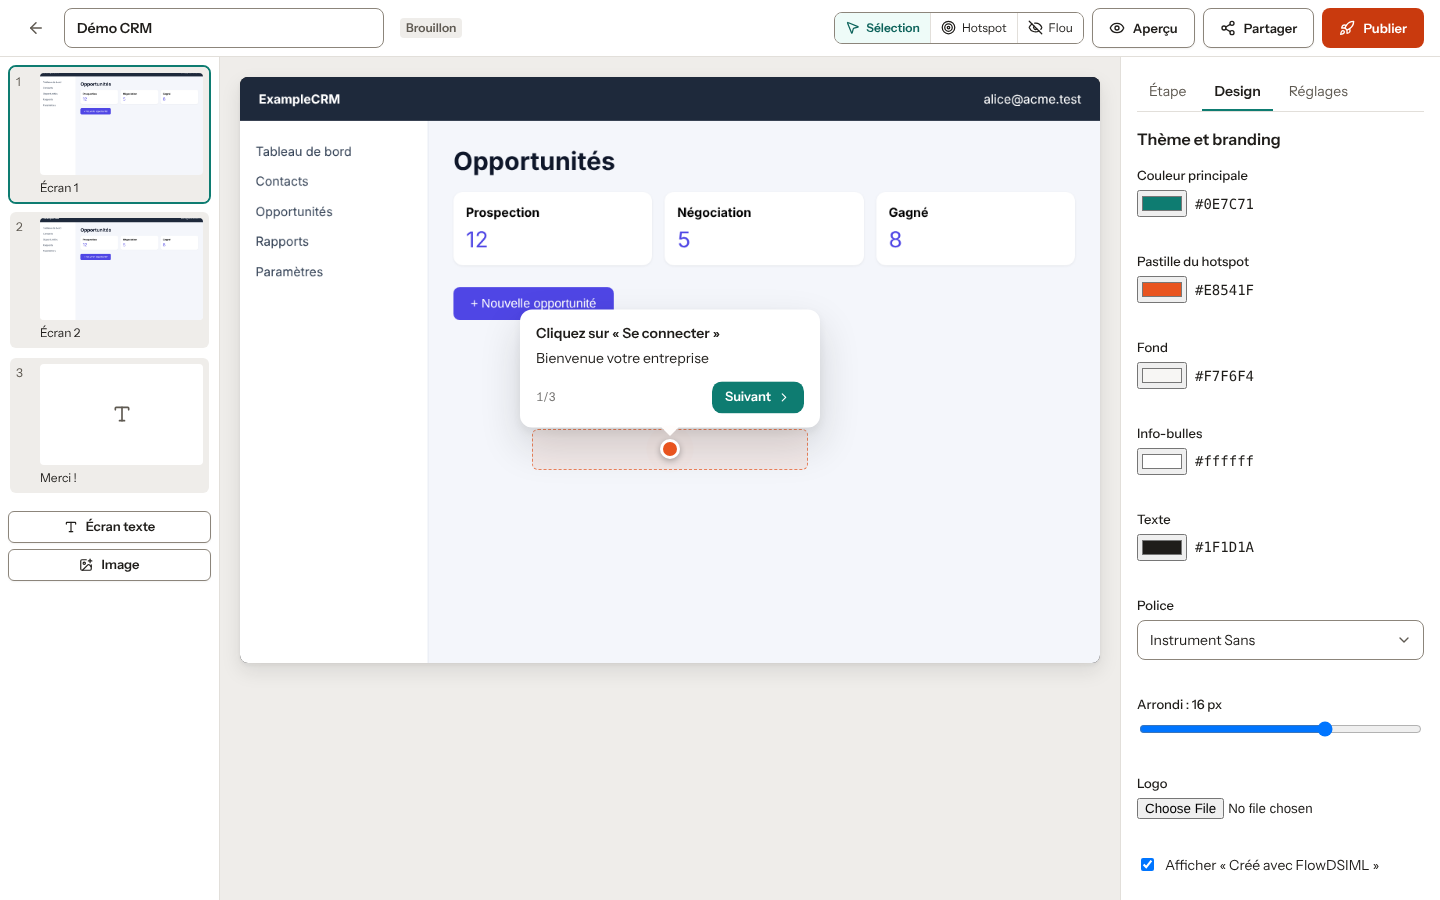 Démo CRM
Brouillon
Sélection
Hotspot
Flou
Aperçu
Partager
Publier
1
Opportunités
Écran 1
2
Opportunités
Écran 2
3
T
Merci !
Écran texte
Image
ExampleCRM
alice@acme.test
Tableau de bord
Contacts
Opportunités
Rapports
Paramètres
Opportunités
Prospection
12
Négociation
5
Gagné
8
+ Nouvelle opportunité
Cliquez sur « Se connecter »
Bienvenue votre entreprise
1/3
Suivant
Étape
Design
Réglages
Thème et branding
Couleur principale
#0E7C71
Pastille du hotspot
#E8541F
Fond
#F7F6F4
Info-bulles
#ffffff
Texte
#1F1D1A
Police
Instrument Sans
Arrondi : 16 px
Logo
Choose File No file chosen
Afficher « Créé avec FlowDSIML »